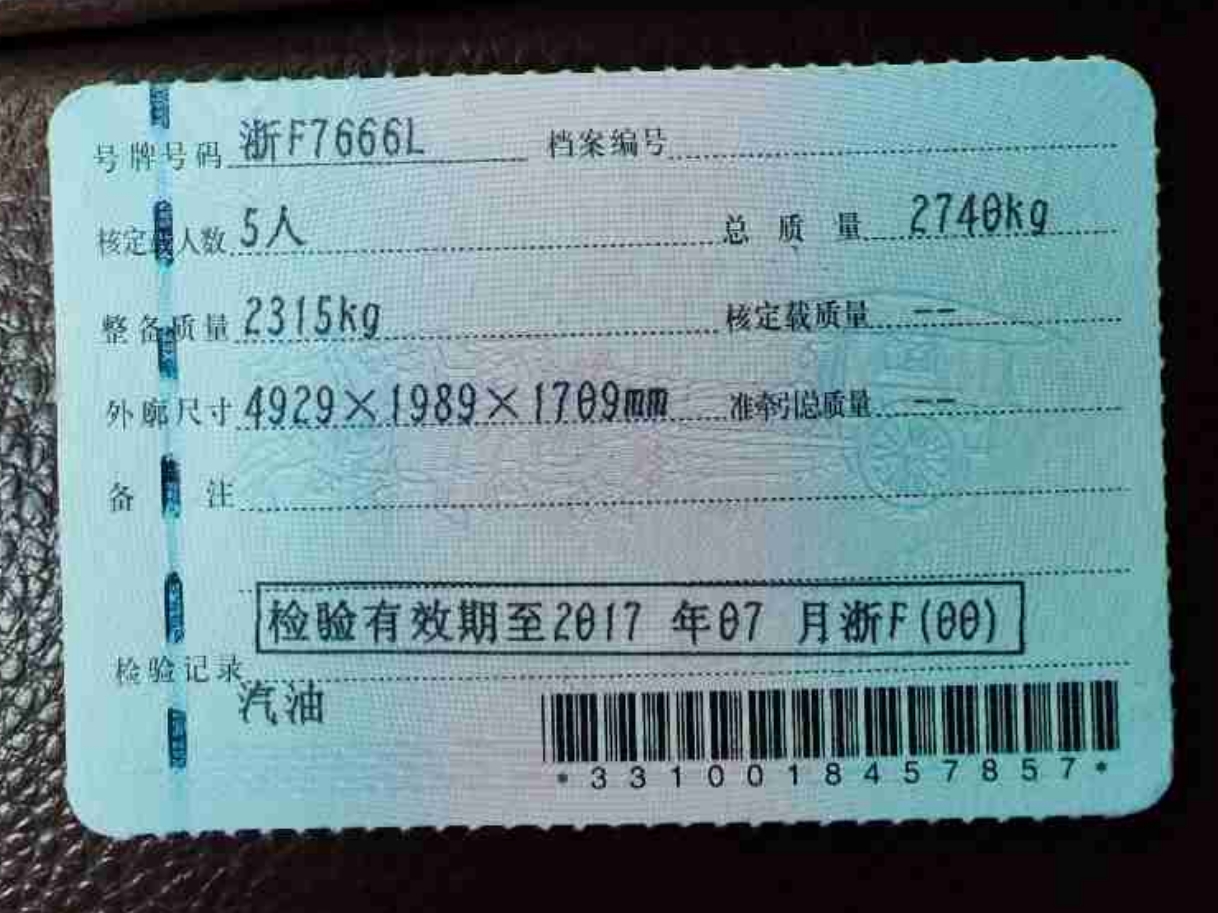 号牌号码 浙F7666L 档案编号
核定载人数 5人 总质量 2740kg
整备质量 2315kg 核定载质量 --
外廓尺寸 4929×1989×1709mm 准牵引总质量 --
备注
检验有效期至2017年07月浙F(00)
检验记录
汽油
*3310018457857*